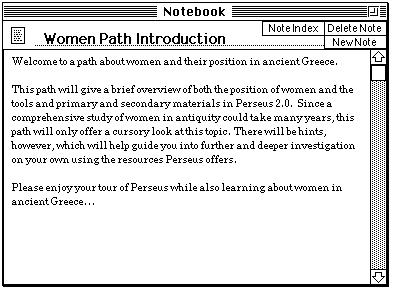 Notebook
Note Index Delete Note
Women Path Introduction New Note
Welcome to a path about women and their position in ancient Greece.
This path will give a brief overview of both the position of women and the
tools and primary and secondary materials in Perseus 2.0. Since a
comprehensive study of women in antiquity could take many years, this
path will only offer a cursory look at this topic. There will be hints,
however, which will help guide you into further and deeper investigation
on your own using the resources Perseus offers.
Please enjoy your tour of Perseus while also learning about women in
ancient Greece...